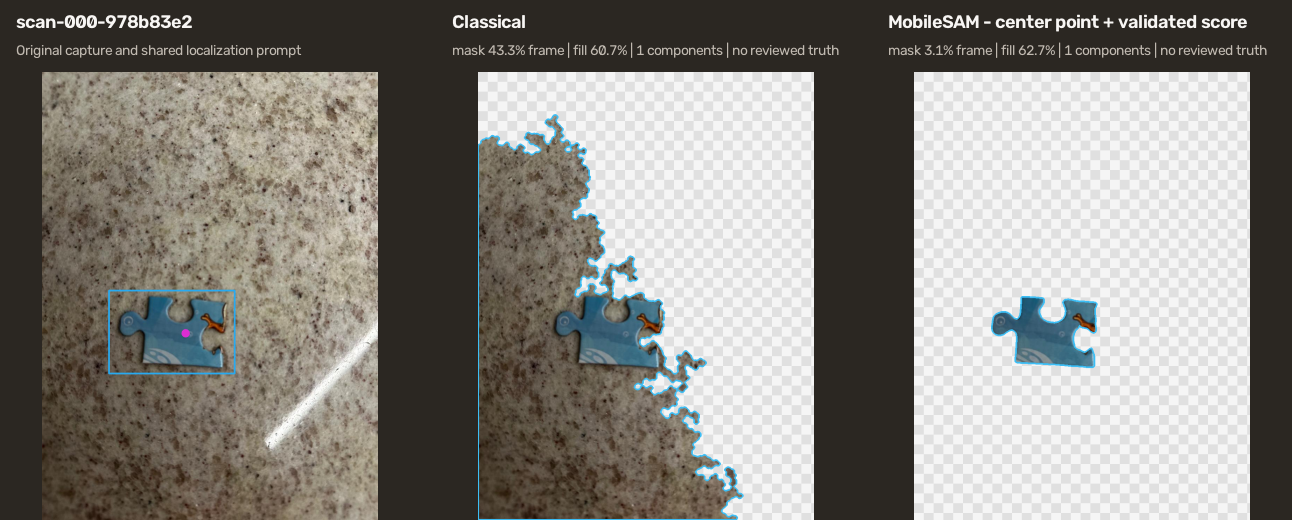 scan-000-978b83e2
Original capture and shared localization prompt
Classical
mask 43.3% frame | fill 60.7% | 1 components | no reviewed truth
MobileSAM - center point + validated score
mask 3.1% frame | fill 62.7% | 1 components | no reviewed truth